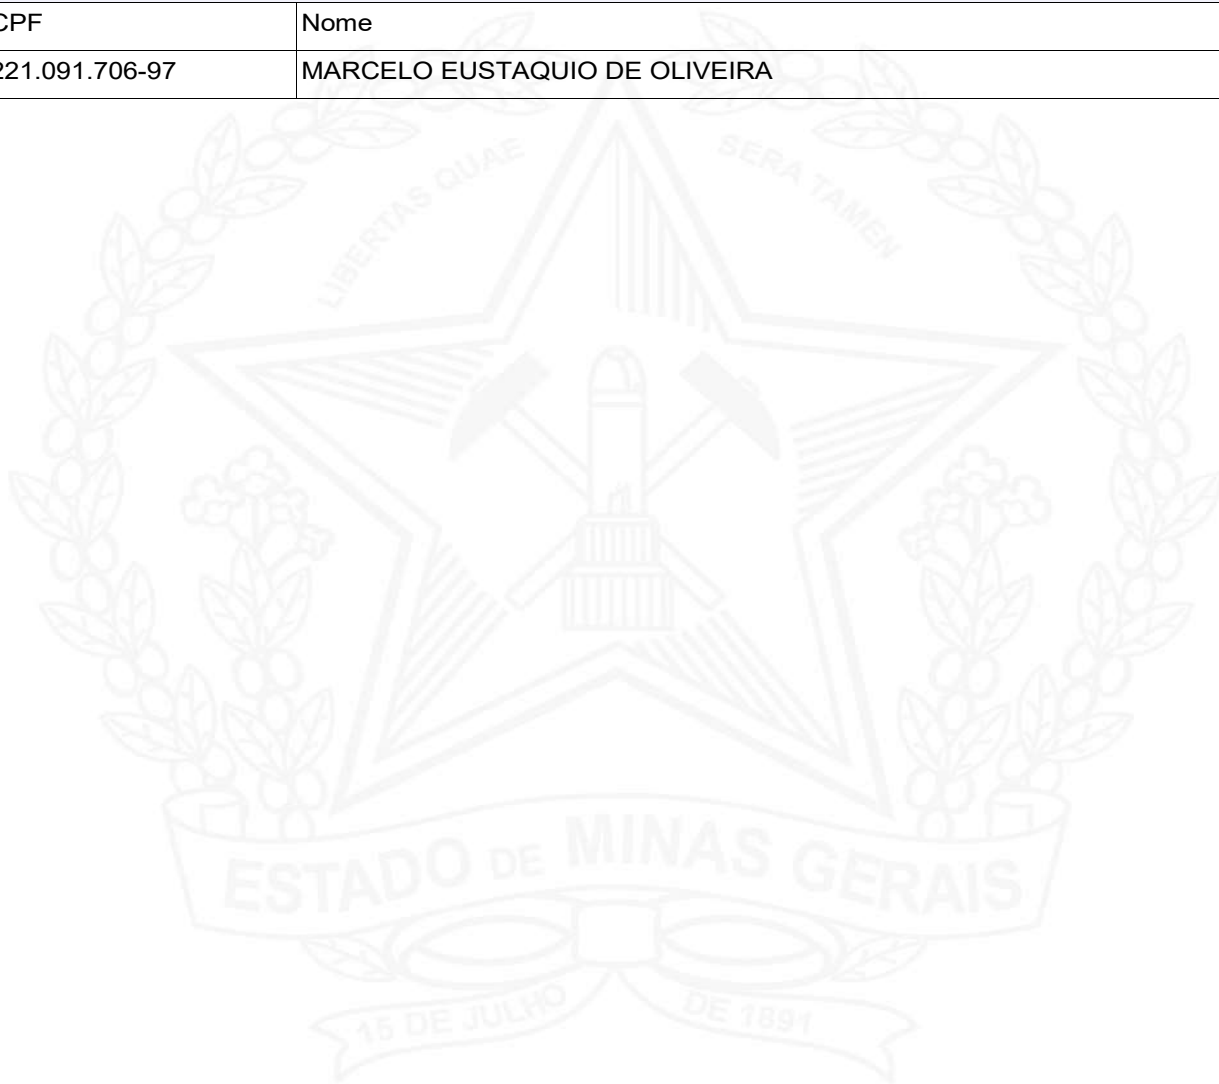 CPF Nome
221.091.706-97 MARCELO EUSTAQUIO DE OLIVEIRA
LIBERTAS QUAE SERA TAMEN
ESTADO DE MINAS GERAIS
15 DE JULHO DE 1891